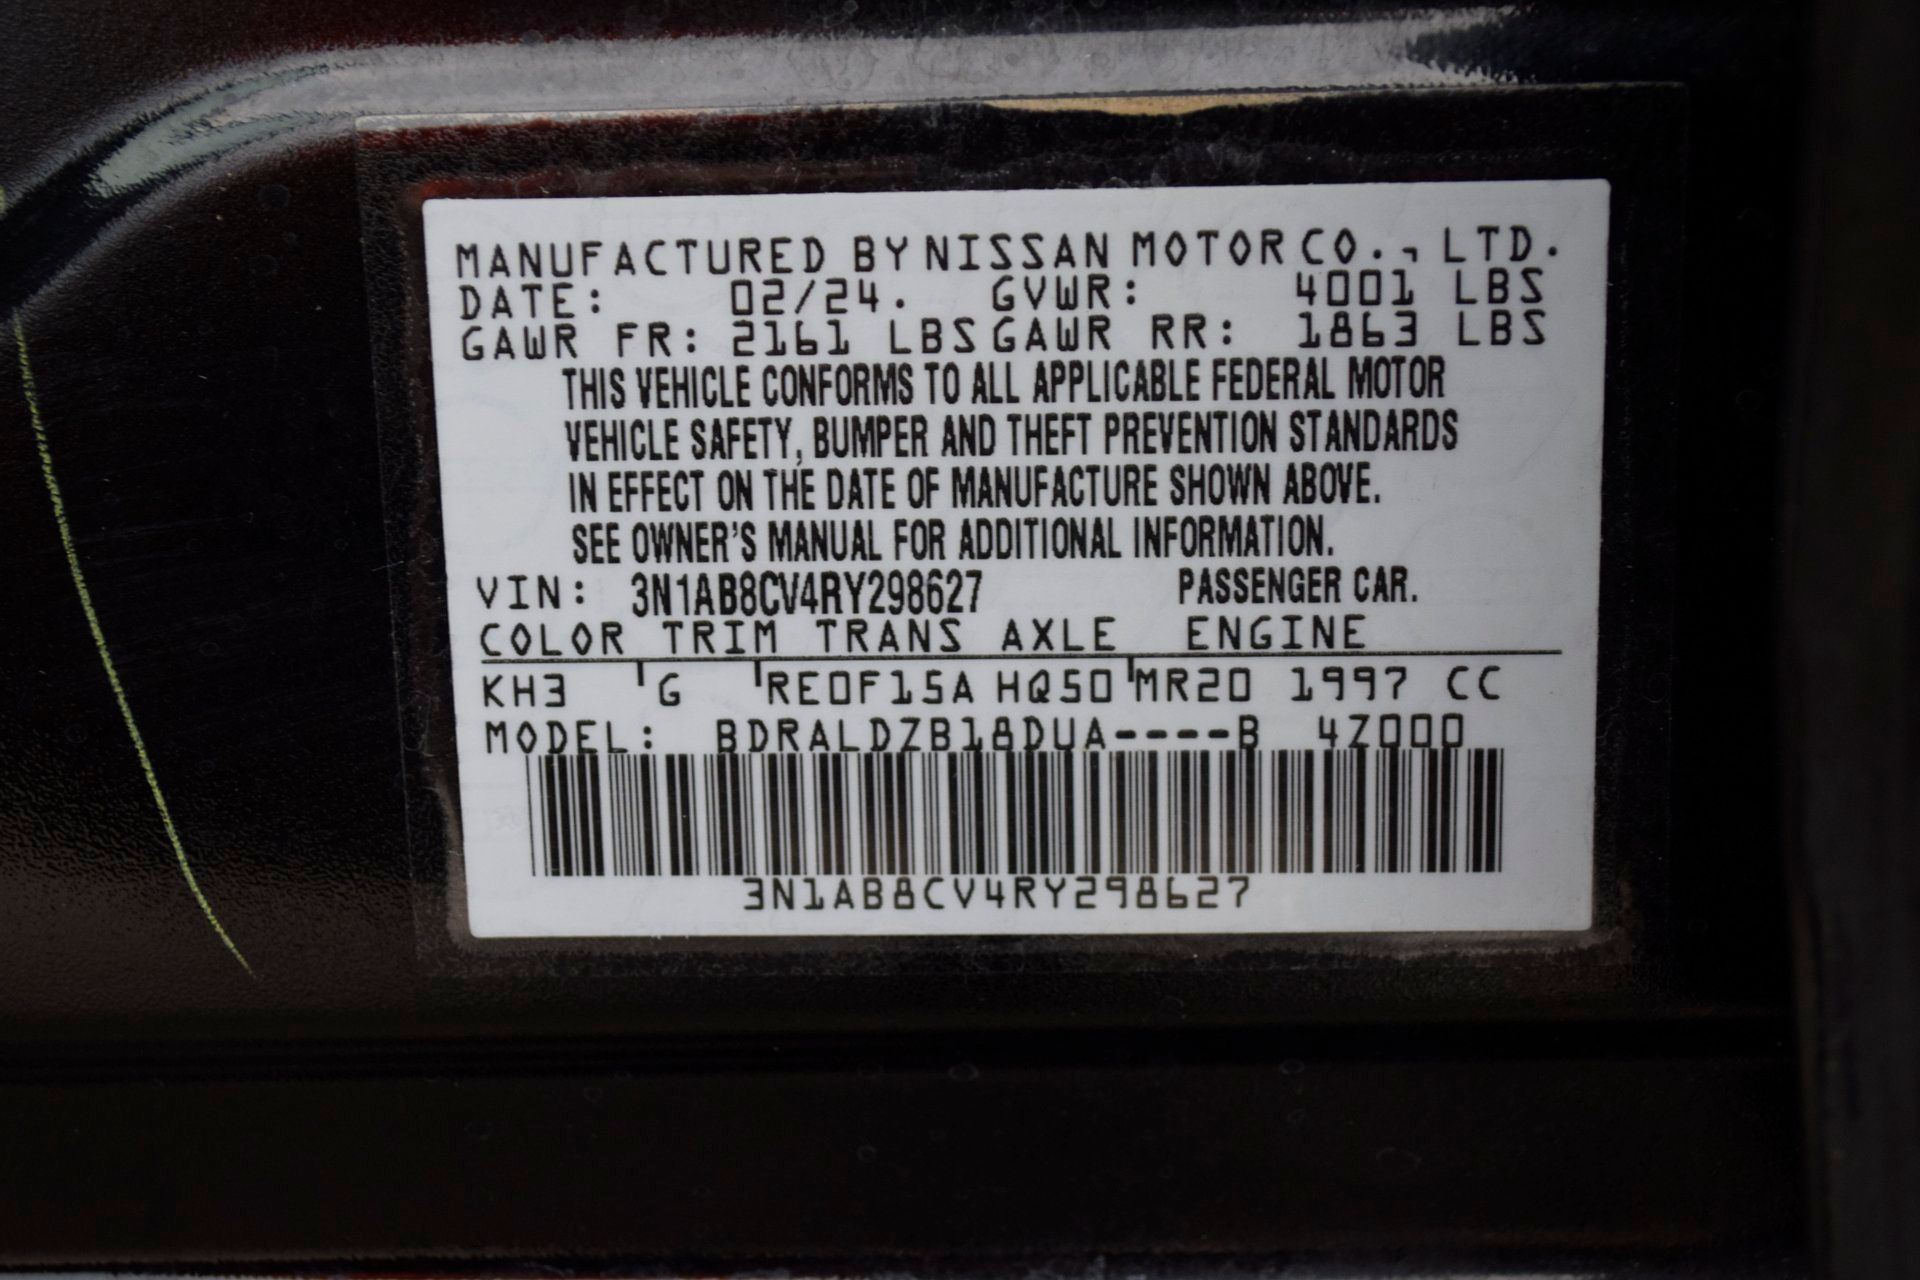 MANUFACTURED BY NISSAN MOTOR CO., LTD.
DATE: 02/24. GVWR: 4001 LBS
GAWR FR: 2161 LBS GAWR RR: 1863 LBS
THIS VEHICLE CONFORMS TO ALL APPLICABLE FEDERAL MOTOR
VEHICLE SAFETY, BUMPER AND THEFT PREVENTION STANDARDS
IN EFFECT ON THE DATE OF MANUFACTURE SHOWN ABOVE.
SEE OWNER'S MANUAL FOR ADDITIONAL INFORMATION.
VIN: 3N1AB8CV4RY298627 PASSENGER CAR.
COLOR TRIM TRANS AXLE ENGINE
KH3 G RE0F15A HQ50 MR20 1997 CC
MODEL: BDRALDZB18DUA----B 4Z000
3N1AB8CV4RY298627